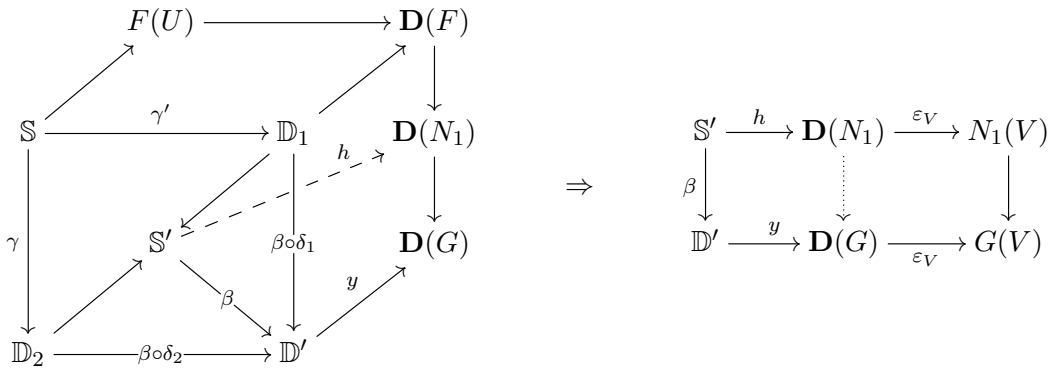 F(U) D(F)
𝕊 γ′ 𝔻₁ D(N₁) 𝕊′ h D(N₁) ε_V N₁(V)
h
⇒
γ 𝕊′ β∘δ₁ D(G) β
β y 𝔻′ y D(G) ε_V G(V)
𝔻₂ β∘δ₂ 𝔻′